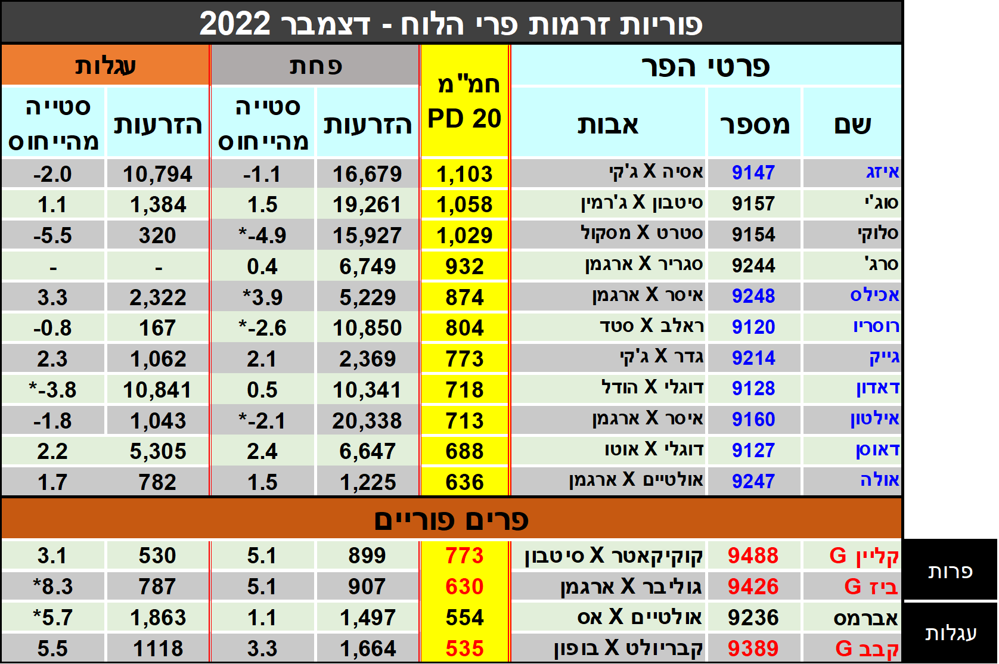 פוריות זרמות פרי הלוח - דצמבר 2022
פרטי הפר חמ"מ PD 20 פחת עגלות
שם מספר אבות הזרעות סטייה מהייחוס הזרעות סטייה מהייחוס
איזג 9147 אסיה X ג'קי 1,103 16,679 -1.1 10,794 -2.0
סוג'י 9157 סיטבון X ג'רמין 1,058 19,261 1.5 1,384 1.1
סלוקי 9154 סטרט X מסקול 1,029 15,927 *-4.9 320 -5.5
סרג' 9244 סגריר X ארגמן 932 6,749 0.4 - -
אכילס 9248 איסר X ארגמן 874 5,229 *3.9 2,322 3.3
רוסריו 9120 ראלב X סטד 804 10,850 *-2.6 167 -0.8
גייק 9214 גדר X ג'קי 773 2,369 2.1 1,062 2.3
דאדון 9128 דוגלי X הודל 718 10,341 0.5 10,841 *-3.8
אילטון 9160 איסר X ארגמן 713 20,338 *-2.1 1,043 -1.8
דאוסן 9127 דוגלי X אוטו 688 6,647 2.4 5,305 2.2
אולה 9247 אולטיים X ארגמן 636 1,225 1.5 782 1.7
פרים פוריים
קליין G 9488 קוקיקאטר X סיטבון 773 899 5.1 530 3.1
ביז G 9426 גוליבר X ארגמן 630 907 5.1 787 *8.3
פרות
אברמס 9236 אולטיים X אס 554 1,497 1.1 1,863 *5.7
קבב G 9389 קבריולט X בופון 535 1,664 3.3 1118 5.5
עגלות